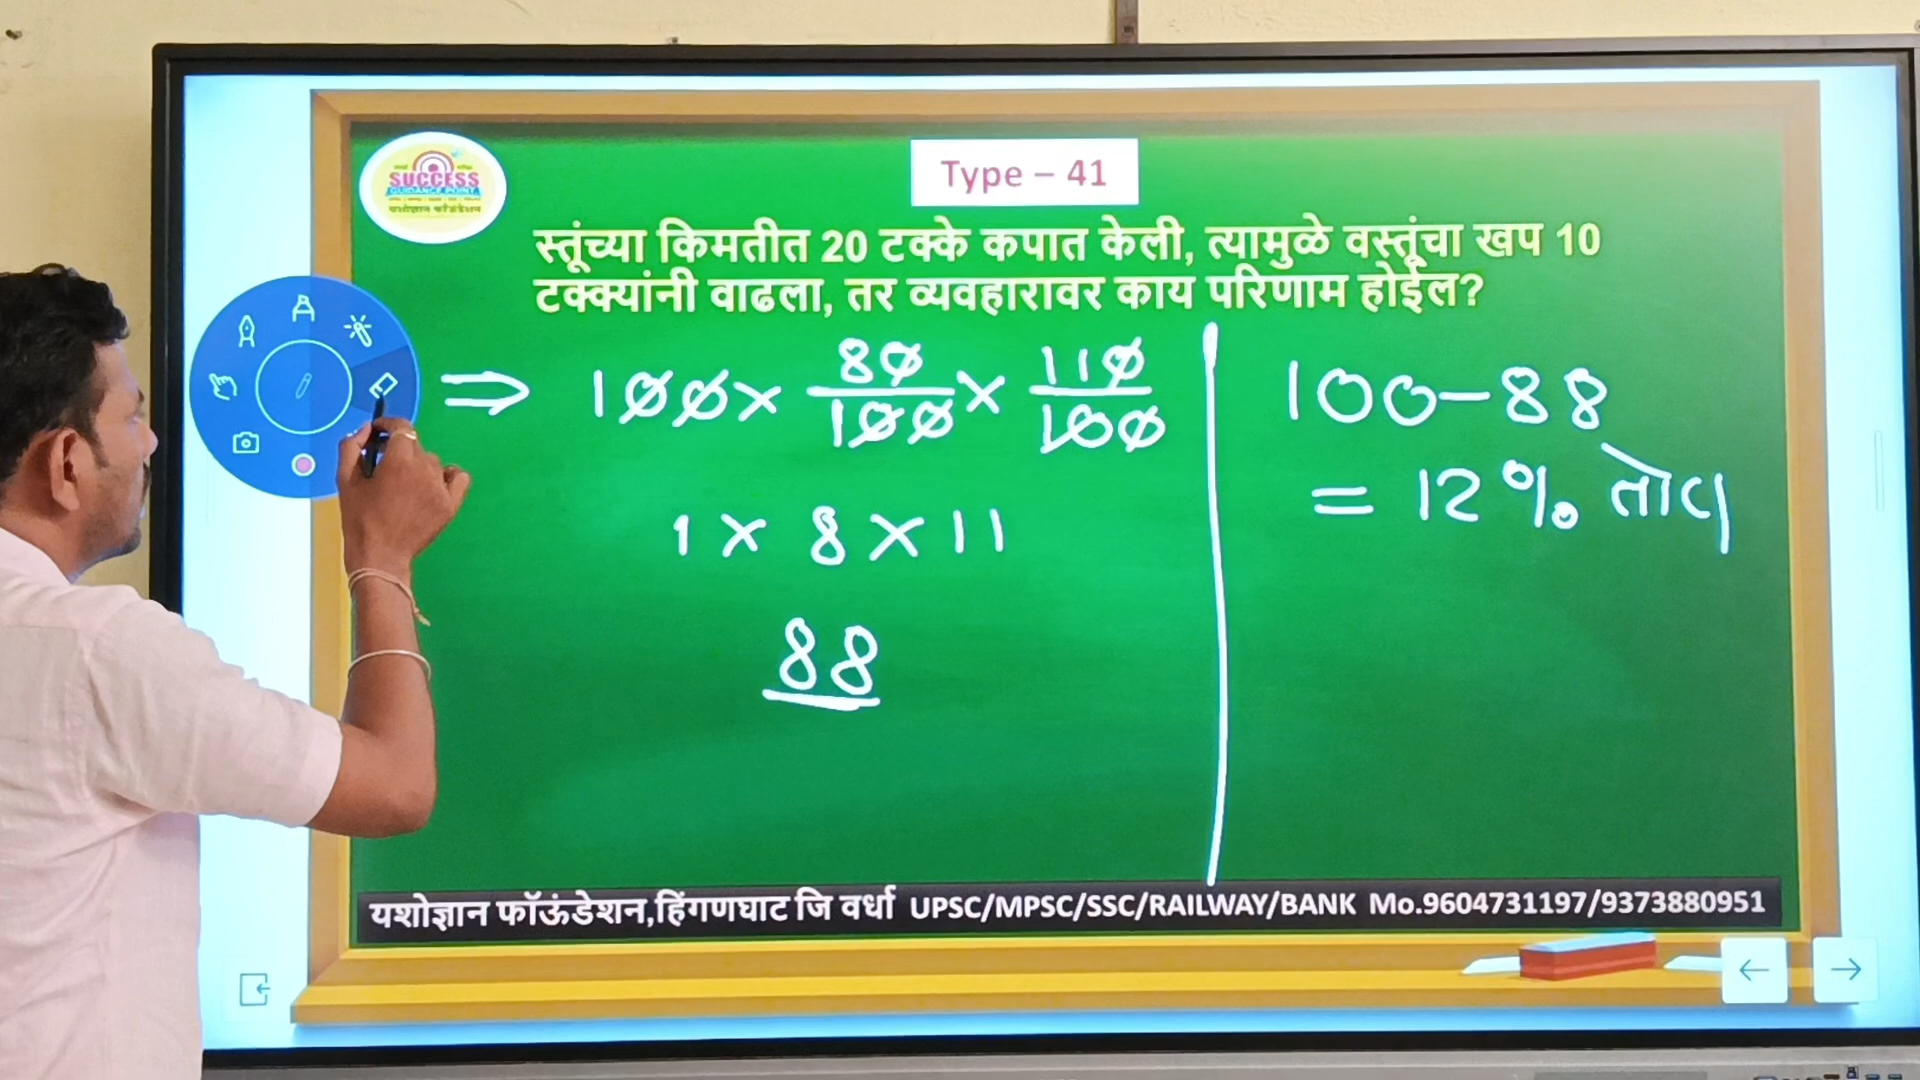 SUCCESS
GUIDANCE POINT
यशोज्ञान फाँऊंडेशन
Type – 41
स्तूंच्या किमतीत 20 टक्के कपात केली, त्यामुळे वस्तूंचा खप 10
टक्क्यांनी वाढला, तर व्यवहारावर काय परिणाम होईल?
⇒ 100 × 80/100 × 110/100
1 × 8 × 11
88
100 – 88
= 12 % तोटा
यशोज्ञान फॉऊंडेशन,हिंगणघाट जि वर्धा UPSC/MPSC/SSC/RAILWAY/BANK Mo.9604731197/9373880951